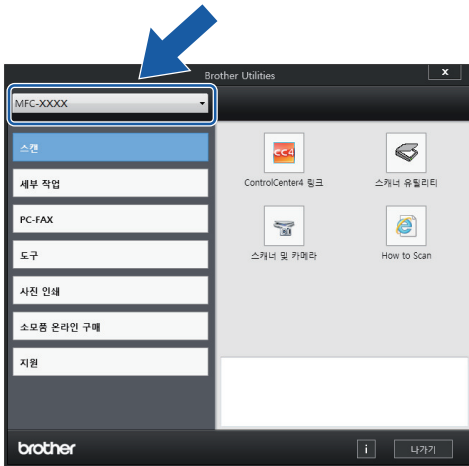 Brother Utilities
x
MFC-XXXX
스캔
세부 작업
PC-FAX
도구
사진 인쇄
소모품 온라인 구매
지원
CC4
ControlCenter4 링크
스캐너 유틸리티
스캐너 및 카메라
How to Scan
brother
i
나가기